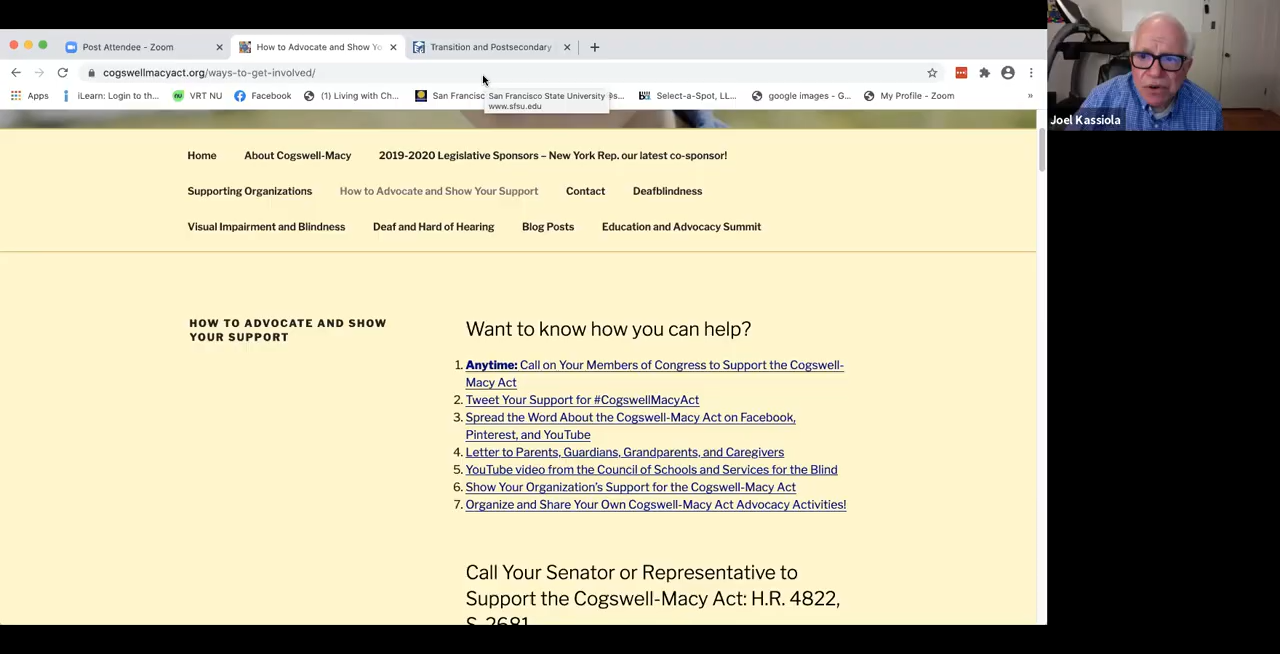 Post Attendee - Zoom
How to Advocate and Show Yo
Transition and Postsecondary
cogswellmacyact.org/ways-to-get-involved/
Apps
iLearn: Login to th...
VRT NU
Facebook
(1) Living with Ch...
San Francisc
Select-a-Spot, LL...
google images - G...
My Profile - Zoom
San Francisco State University
www.sfsu.edu
Joel Kassiola
Home
About Cogswell-Macy
2019-2020 Legislative Sponsors – New York Rep. our latest co-sponsor!
Supporting Organizations
How to Advocate and Show Your Support
Contact
Deafblindness
Visual Impairment and Blindness
Deaf and Hard of Hearing
Blog Posts
Education and Advocacy Summit
HOW TO ADVOCATE AND SHOW
YOUR SUPPORT
Want to know how you can help?
1. Anytime: Call on Your Members of Congress to Support the Cogswell-
Macy Act
2. Tweet Your Support for #CogswellMacyAct
3. Spread the Word About the Cogswell-Macy Act on Facebook,
Pinterest, and YouTube
4. Letter to Parents, Guardians, Grandparents, and Caregivers
5. YouTube video from the Council of Schools and Services for the Blind
6. Show Your Organization's Support for the Cogswell-Macy Act
7. Organize and Share Your Own Cogswell-Macy Act Advocacy Activities!
Call Your Senator or Representative to
Support the Cogswell-Macy Act: H.R. 4822,
S. 2681